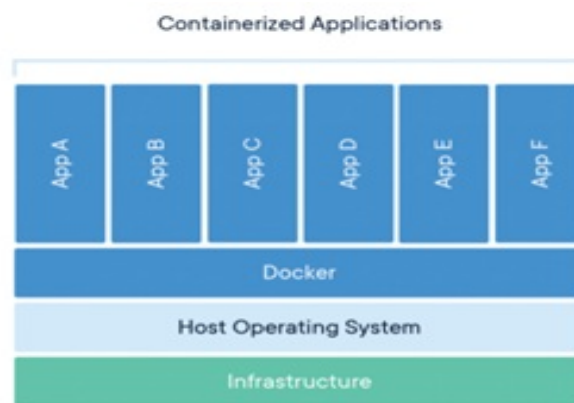 Containerized Applications
App A
App B
App C
App D
App E
App F
Docker
Host Operating System
Infrastructure